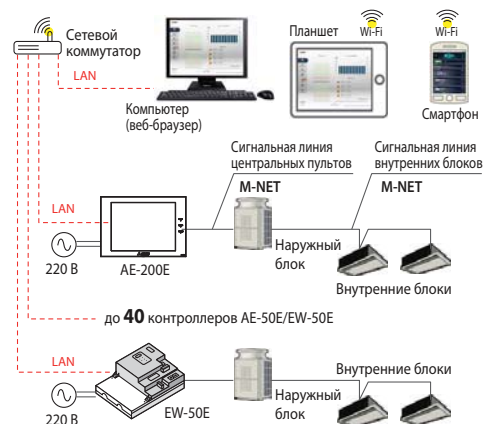 Сетевой
коммутатор
LAN
Компьютер
(веб-браузер)
Планшет
Wi-Fi
Wi-Fi
Смартфон
Сигнальная линия
центральных пультов
M-NET
Сигнальная линия
внутренних блоков
M-NET
LAN
220 В
AE-200E
Наружный
блок
Внутренние блоки
до 40 контроллеров AE-50E/EW-50E
LAN
220 В
EW-50E
Наружный
блок
Внутренние блоки